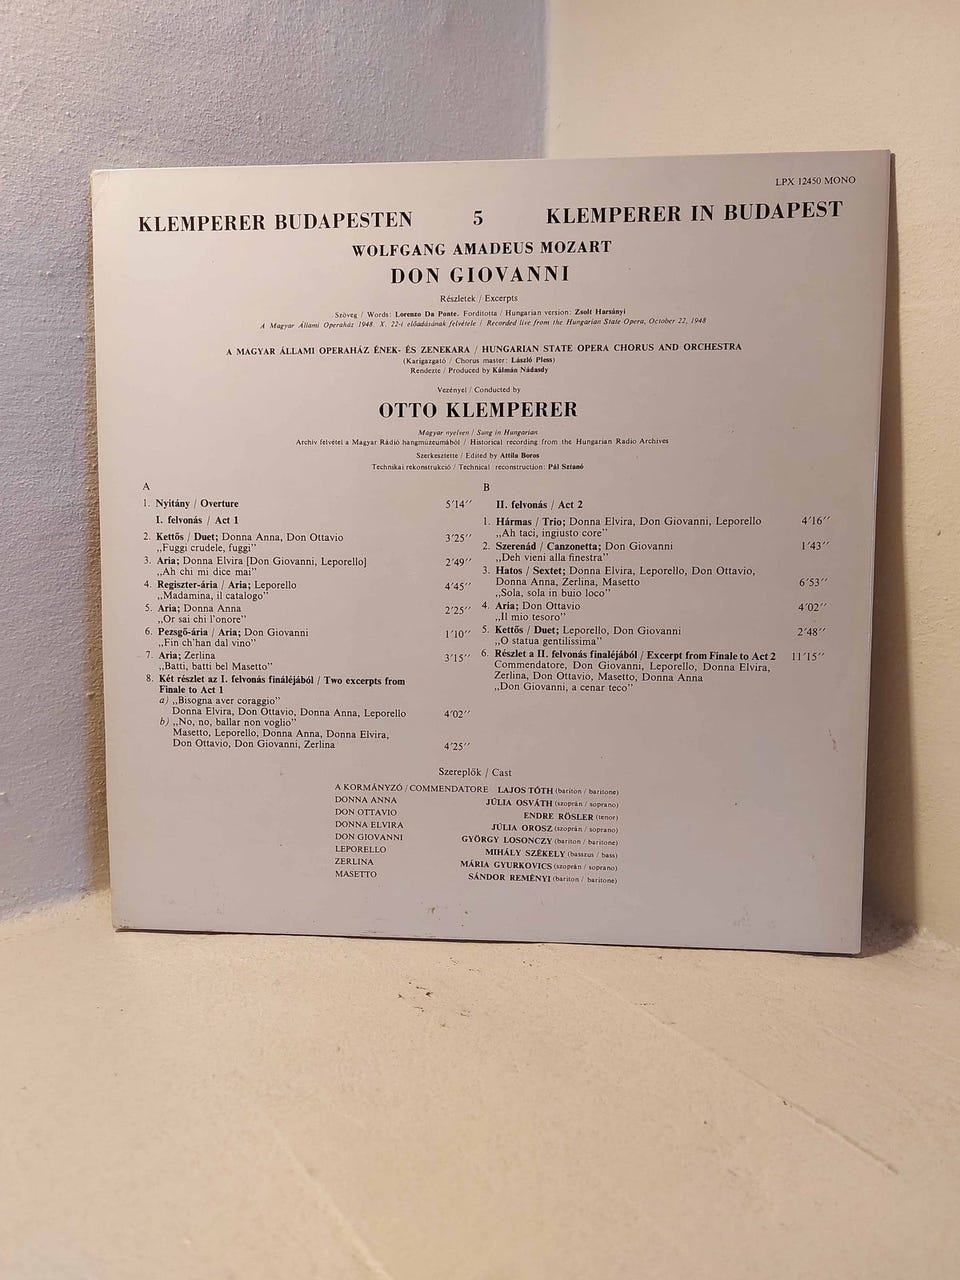 LPX 12450 MONO
KLEMPERER BUDAPESTEN 5 KLEMPERER IN BUDAPEST
WOLFGANG AMADEUS MOZART
DON GIOVANNI
Részletek / Excerpts
Szöveg / Words: Lorenzo Da Ponte. Fordította / Hungarian version: Zsolt Harsányi
A Magyar Állami Operaház 1948. X. 22-i előadásának felvétele / Recorded live from the Hungarian State Opera, October 22, 1948
A MAGYAR ÁLLAMI OPERAHÁZ ÉNEK- ÉS ZENEKARA / HUNGARIAN STATE OPERA CHORUS AND ORCHESTRA
(Karigazgató / Chorus master: László Pless)
Rendezte / Produced by Kálmán Nádasdy
Vezényel / Conducted by
OTTO KLEMPERER
Magyar nyelven / Sung in Hungarian
Archív felvétel a Magyar Rádió hangmúzeumából / Historical recording from the Hungarian Radio Archives
Szerkesztette / Edited by Attila Boros
Technikai rekonstrukció / Technical reconstruction: Pál Sztanó
A
1. Nyitány / Overture 5'14''
I. felvonás / Act 1
2. Kettős / Duet; Donna Anna, Don Ottavio 3'25''
„Fuggi crudele, fuggi”
3. Aria; Donna Elvira [Don Giovanni, Leporello] 2'49''
„Ah chi mi dice mai”
4. Regiszter-ária / Aria; Leporello 4'45''
„Madamina, il catalogo”
5. Aria; Donna Anna 2'25''
„Or sai chi l'onore”
6. Pezsgő-ária / Aria; Don Giovanni 1'10''
„Fin ch'han dal vino”
7. Aria; Zerlina 3'15''
„Batti, batti bel Masetto”
8. Két részlet az I. felvonás fináléjából / Two excerpts from
Finale to Act 1
a) „Bisogna aver coraggio”
Donna Elvira, Don Ottavio, Donna Anna, Leporello 4'02''
b) „No, no, ballar non voglio”
Masetto, Leporello, Donna Anna, Donna Elvira,
Don Ottavio, Don Giovanni, Zerlina 4'25''
B
II. felvonás / Act 2
1. Hármas / Trio; Donna Elvira, Don Giovanni, Leporello 4'16''
„Ah taci, ingiusto core”
2. Szerenád / Canzonetta; Don Giovanni 1'43''
„Deh vieni alla finestra”
3. Hatos / Sextet; Donna Elvira, Leporello, Don Ottavio,
Donna Anna, Zerlina, Masetto 6'53''
„Sola, sola in buio loco”
4. Aria; Don Ottavio 4'02''
„Il mio tesoro”
5. Kettős / Duet; Leporello, Don Giovanni 2'48''
„O statua gentilissima”
6. Részlet a II. felvonás fináléjából / Excerpt from Finale to Act 2 11'15''
Commendatore, Don Giovanni, Leporello, Donna Elvira,
Zerlina, Don Ottavio, Masetto, Donna Anna
„Don Giovanni, a cenar teco”
Szereplők / Cast
A KORMÁNYZÓ / COMMENDATORE LAJOS TÓTH (bariton / baritone)
DONNA ANNA JÚLIA OSVÁTH (szoprán / soprano)
DON OTTAVIO ENDRE RÖSLER (tenor)
DONNA ELVIRA JÚLIA OROSZ (szoprán / soprano)
DON GIOVANNI GYÖRGY LOSONCZY (bariton / baritone)
LEPORELLO MIHÁLY SZÉKELY (basszus / bass)
ZERLINA MÁRIA GYURKOVICS (szoprán / soprano)
MASETTO SÁNDOR REMÉNYI (bariton / baritone)